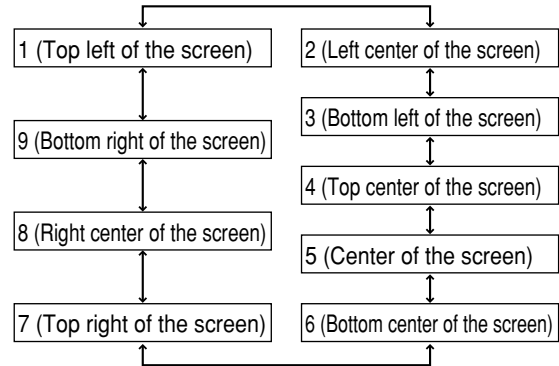 1 (Top left of the screen)
2 (Left center of the screen)
3 (Bottom left of the screen)
4 (Top center of the screen)
5 (Center of the screen)
6 (Bottom center of the screen)
7 (Top right of the screen)
8 (Right center of the screen)
9 (Bottom right of the screen)